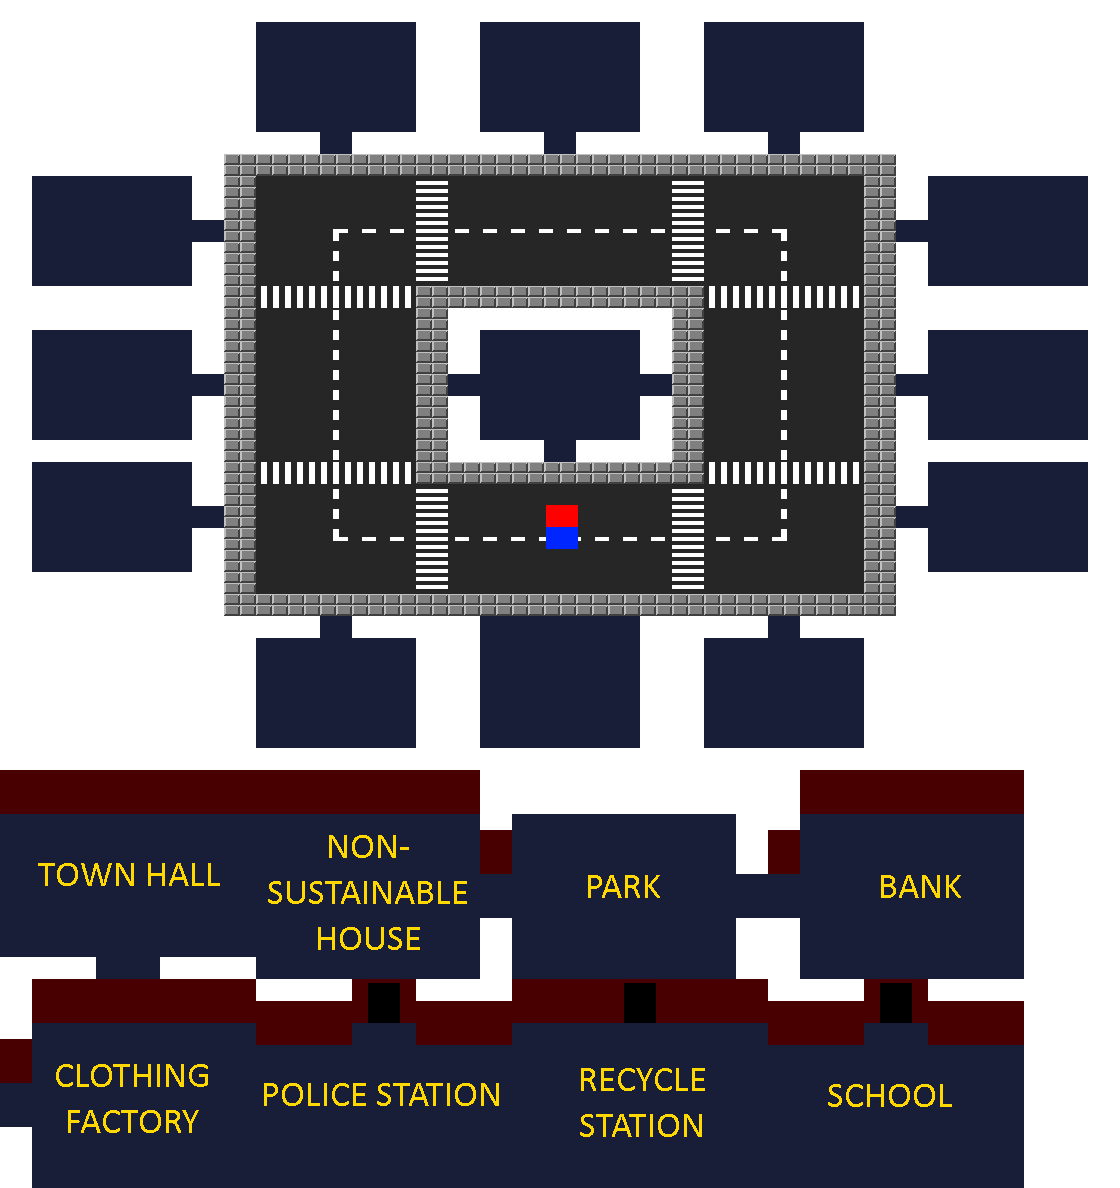 TOWN HALL
NON-
SUSTAINABLE
HOUSE
PARK
BANK
CLOTHING
FACTORY
POLICE STATION
RECYCLE
STATION
SCHOOL